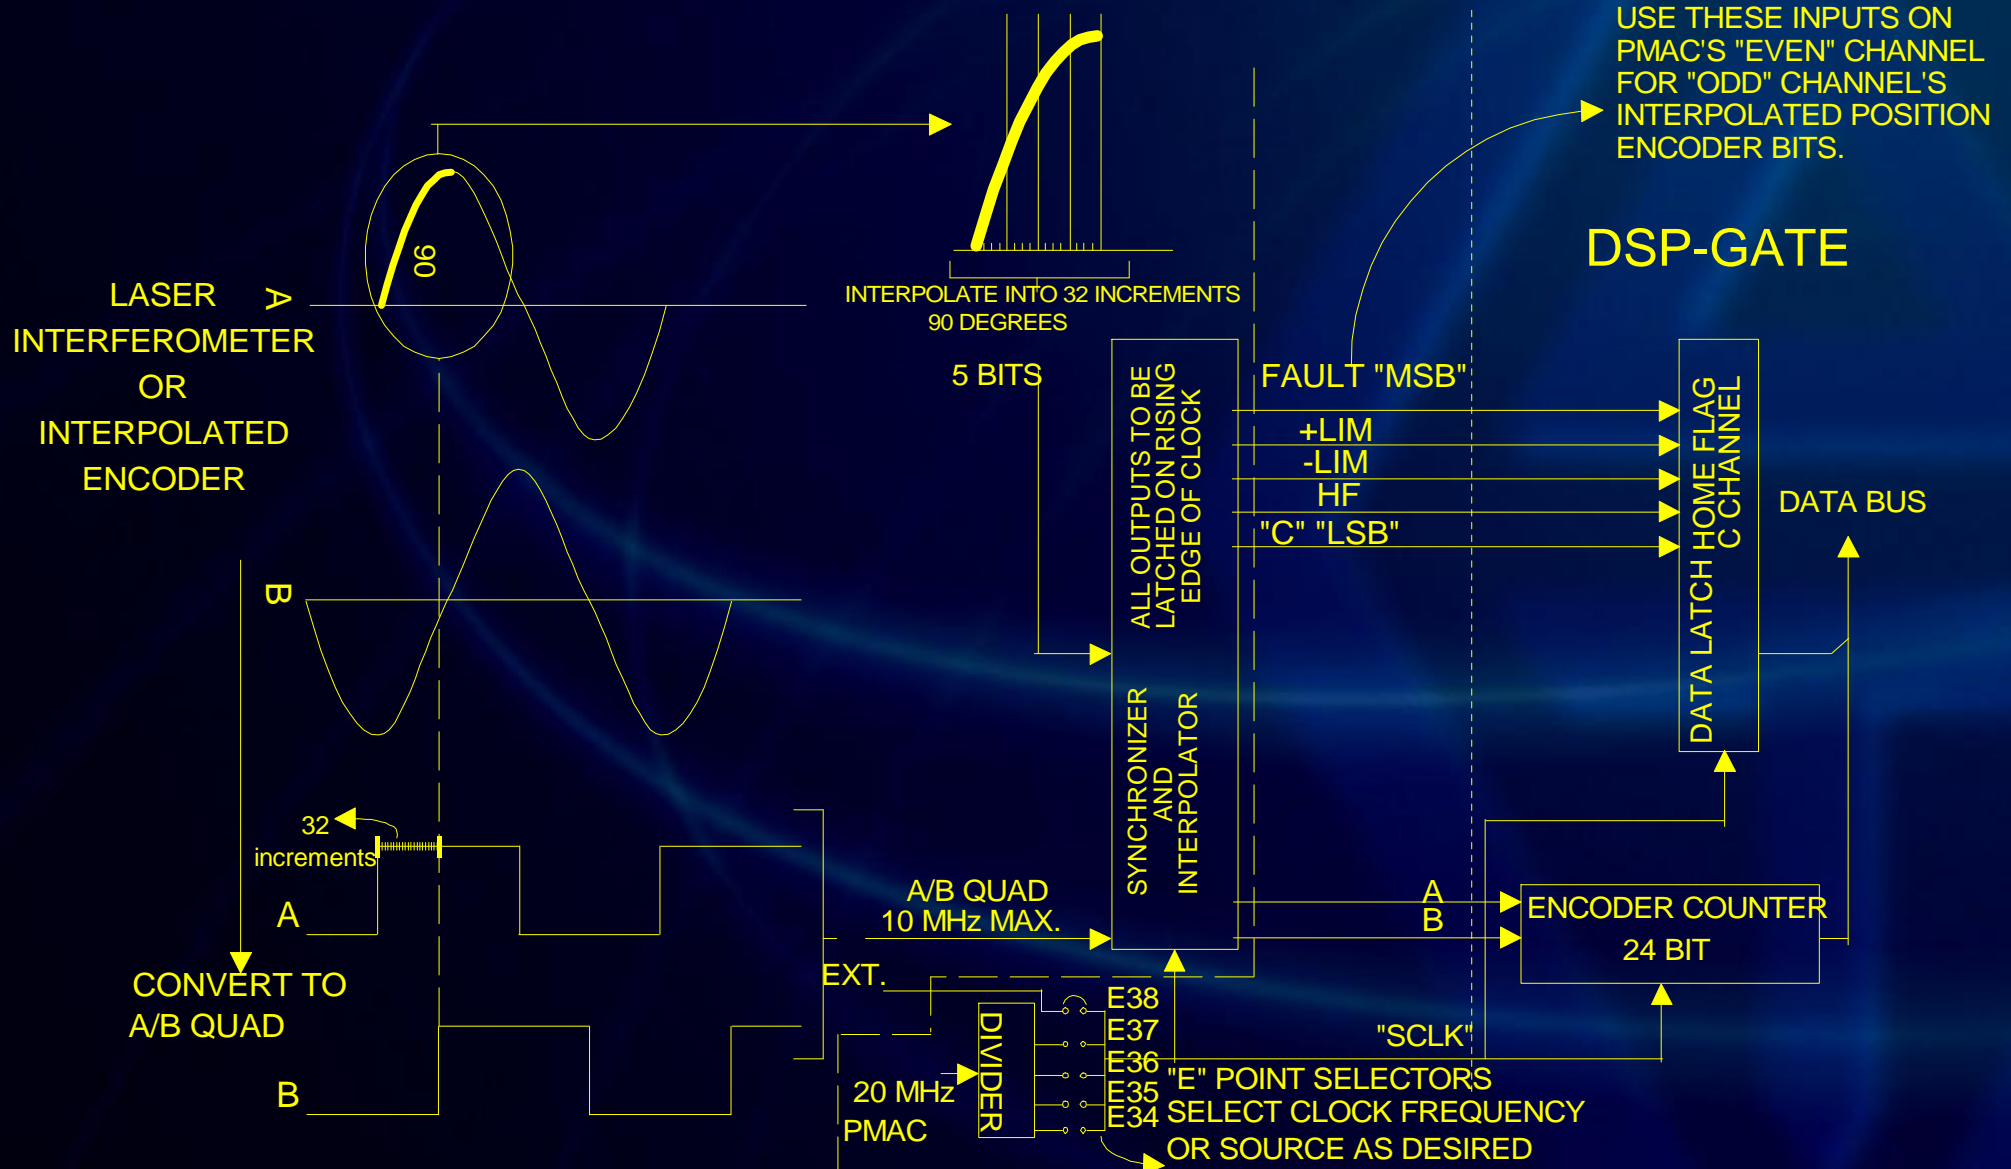 USE THESE INPUTS ON
PMAC'S "EVEN" CHANNEL
FOR "ODD" CHANNEL'S
INTERPOLATED POSITION
ENCODER BITS.
DSP-GATE
90
LASER
INTERFEROMETER
OR
INTERPOLATED
ENCODER
A
INTERPOLATE INTO 32 INCREMENTS
90 DEGREES
5 BITS
ALL OUTPUTS TO BE
LATCHED ON RISING
EDGE OF CLOCK
SYNCHRONIZER
AND
INTERPOLATOR
FAULT "MSB"
+LIM
-LIM
HF
"C" "LSB"
DATA LATCH HOME FLAG
C CHANNEL
DATA BUS
B
32
increments
A
A/B QUAD
10 MHz MAX.
A
B
ENCODER COUNTER
24 BIT
CONVERT TO
A/B QUAD
B
EXT.
DIVIDER
20 MHz
PMAC
E38
E37
E36
E35
E34
"SCLK"
"E" POINT SELECTORS
SELECT CLOCK FREQUENCY
OR SOURCE AS DESIRED